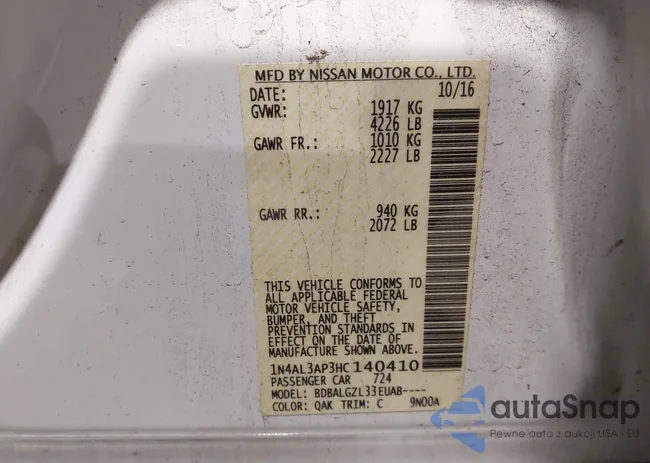 MFD BY NISSAN MOTOR CO., LTD.
DATE: 10/16
GVWR: 1917 KG
4226 LB
GAWR FR.: 1010 KG
2227 LB
GAWR RR.: 940 KG
2072 LB
THIS VEHICLE CONFORMS TO
ALL APPLICABLE FEDERAL
MOTOR VEHICLE SAFETY,
BUMPER, AND THEFT
PREVENTION STANDARDS IN
EFFECT ON THE DATE OF
MANUFACTURE SHOWN ABOVE.
1N4AL3AP3HC140410
PASSENGER CAR 724
MODEL: BDBALGZL33EUAB----
COLOR: QAK TRIM: C 9N00A
autoSnap
Pewne auto z aukcji USA i EU